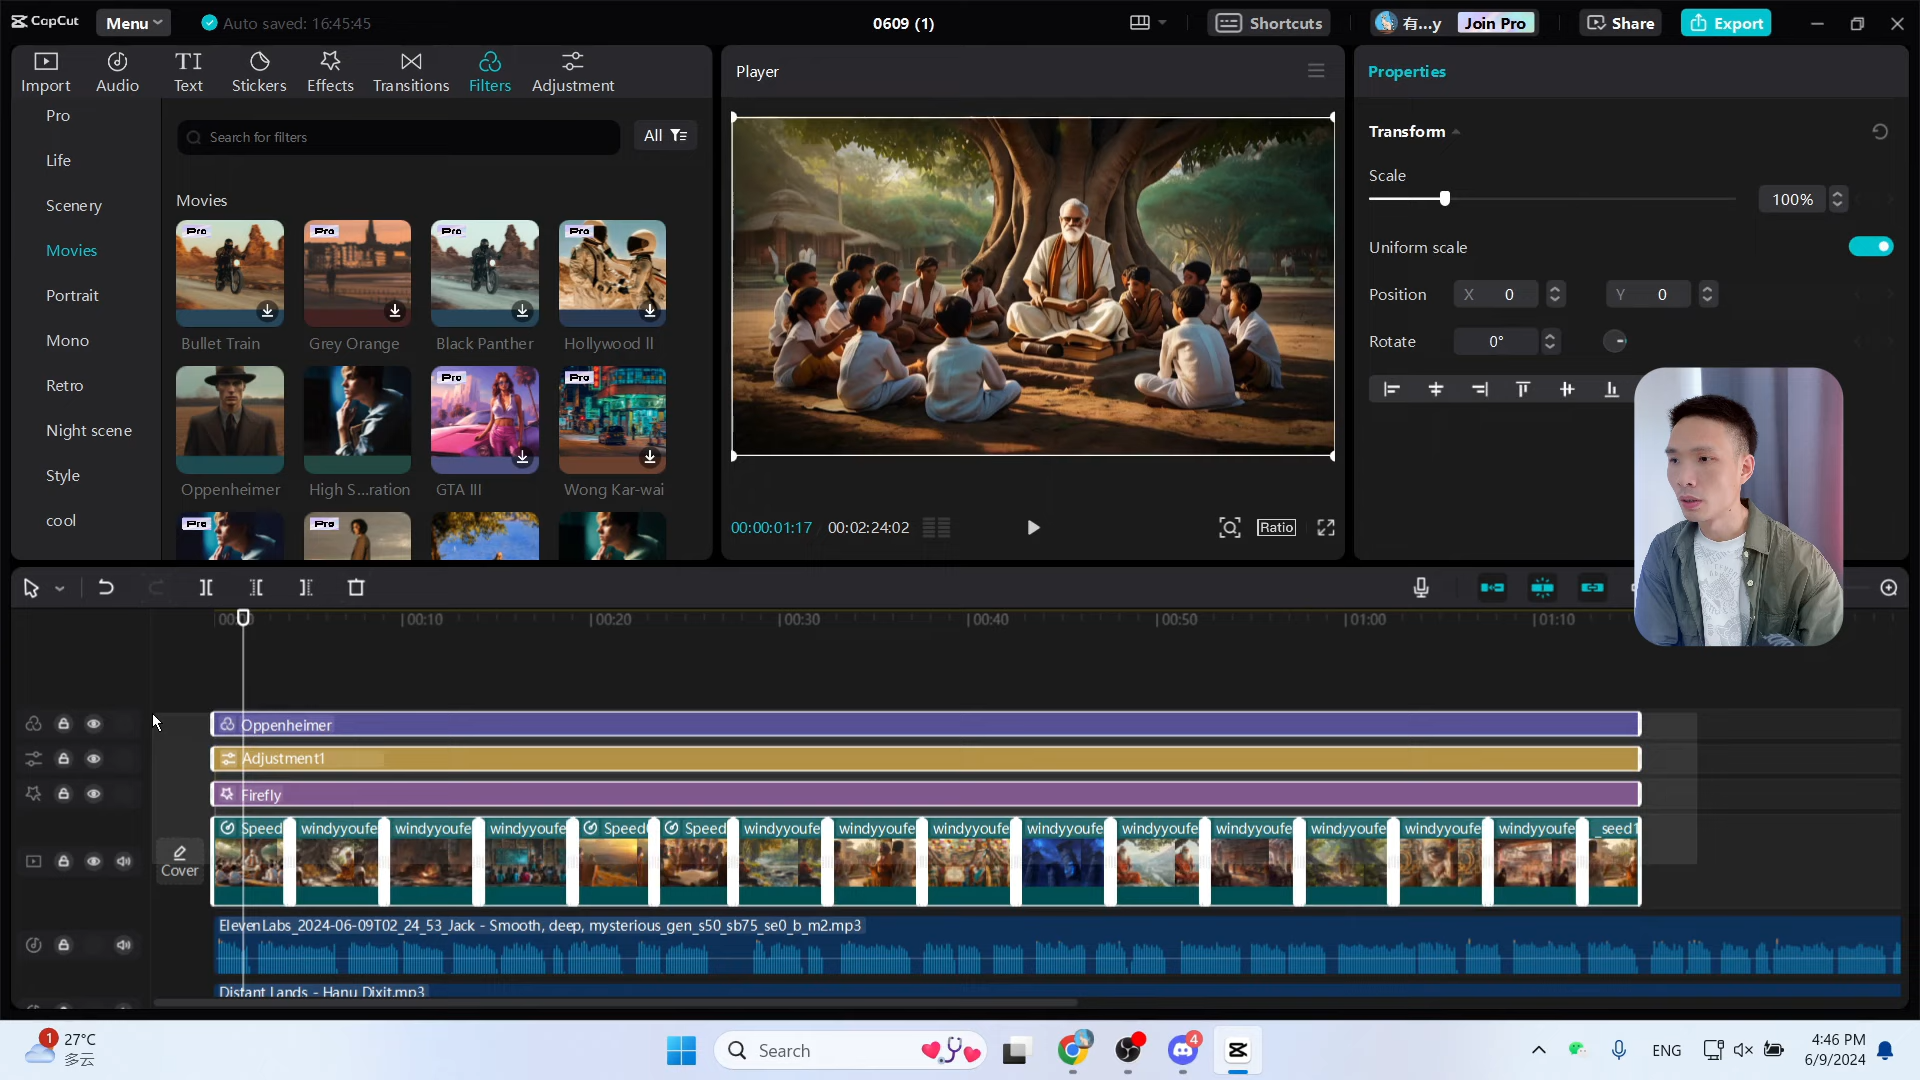 CapCut
Menu
Auto saved: 16:45:45
0609 (1)
Shortcuts
有...y
Join Pro
Share
Export
Import
Audio
TI
Text
Stickers
Effects
Transitions
Filters
Adjustment
Player
Properties
Pro
Life
Scenery
Movies
Portrait
Mono
Retro
Night scene
Style
cool
Search for filters
All
Movies
Pro
Pro
Pro
Pro
Bullet Train
Grey Orange
Black Panther
Hollywood ll
Pro
Pro
Oppenheimer
High S...ration
GTA III
Wong Kar-wai
Pro
Pro
00:00:01:17
00:02:24:02
Ratio
Transform
Scale
100%
Uniform scale
Position
X 0
Y 0
Rotate
0°
00:10
00:20
00:30
00:40
00:50
01:00
01:10
Oppenheimer
Adjustment1
Firefly
Cover
Speed
windyyoufe
windyyoufe
windyyoufe
Speed
Speed
windyyoufe
windyyoufe
windyyoufe
windyyoufe
windyyoufe
windyyoufe
windyyoufe
windyyoufe
windyyoufe
_seed1
ElevenLabs_2024-06-09T02_24_53_Jack - Smooth, deep, mysterious_gen_s50_sb75_se0_b_m2.mp3
Distant Lands - Hanu Dixit.mp3
1
27°C
多云
Search
4
ENG
4:46 PM
6/9/2024